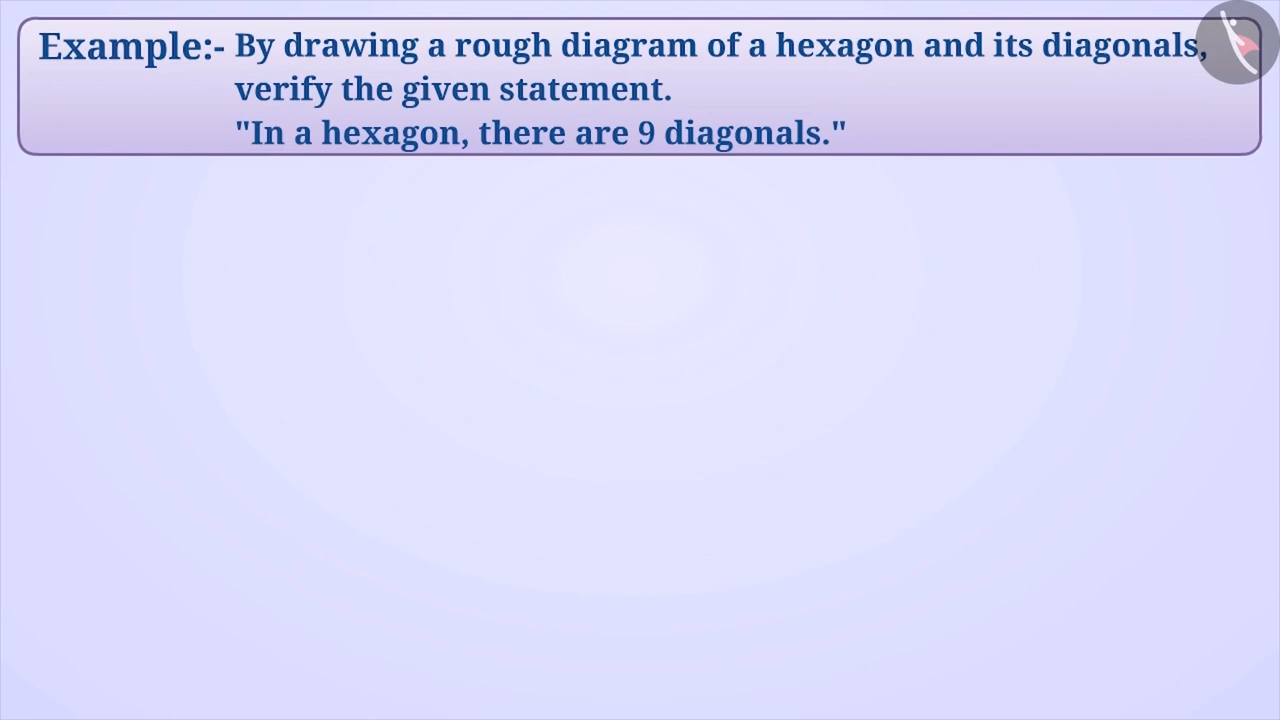 Example:- By drawing a rough diagram of a hexagon and its diagonals,
verify the given statement.
"In a hexagon, there are 9 diagonals."